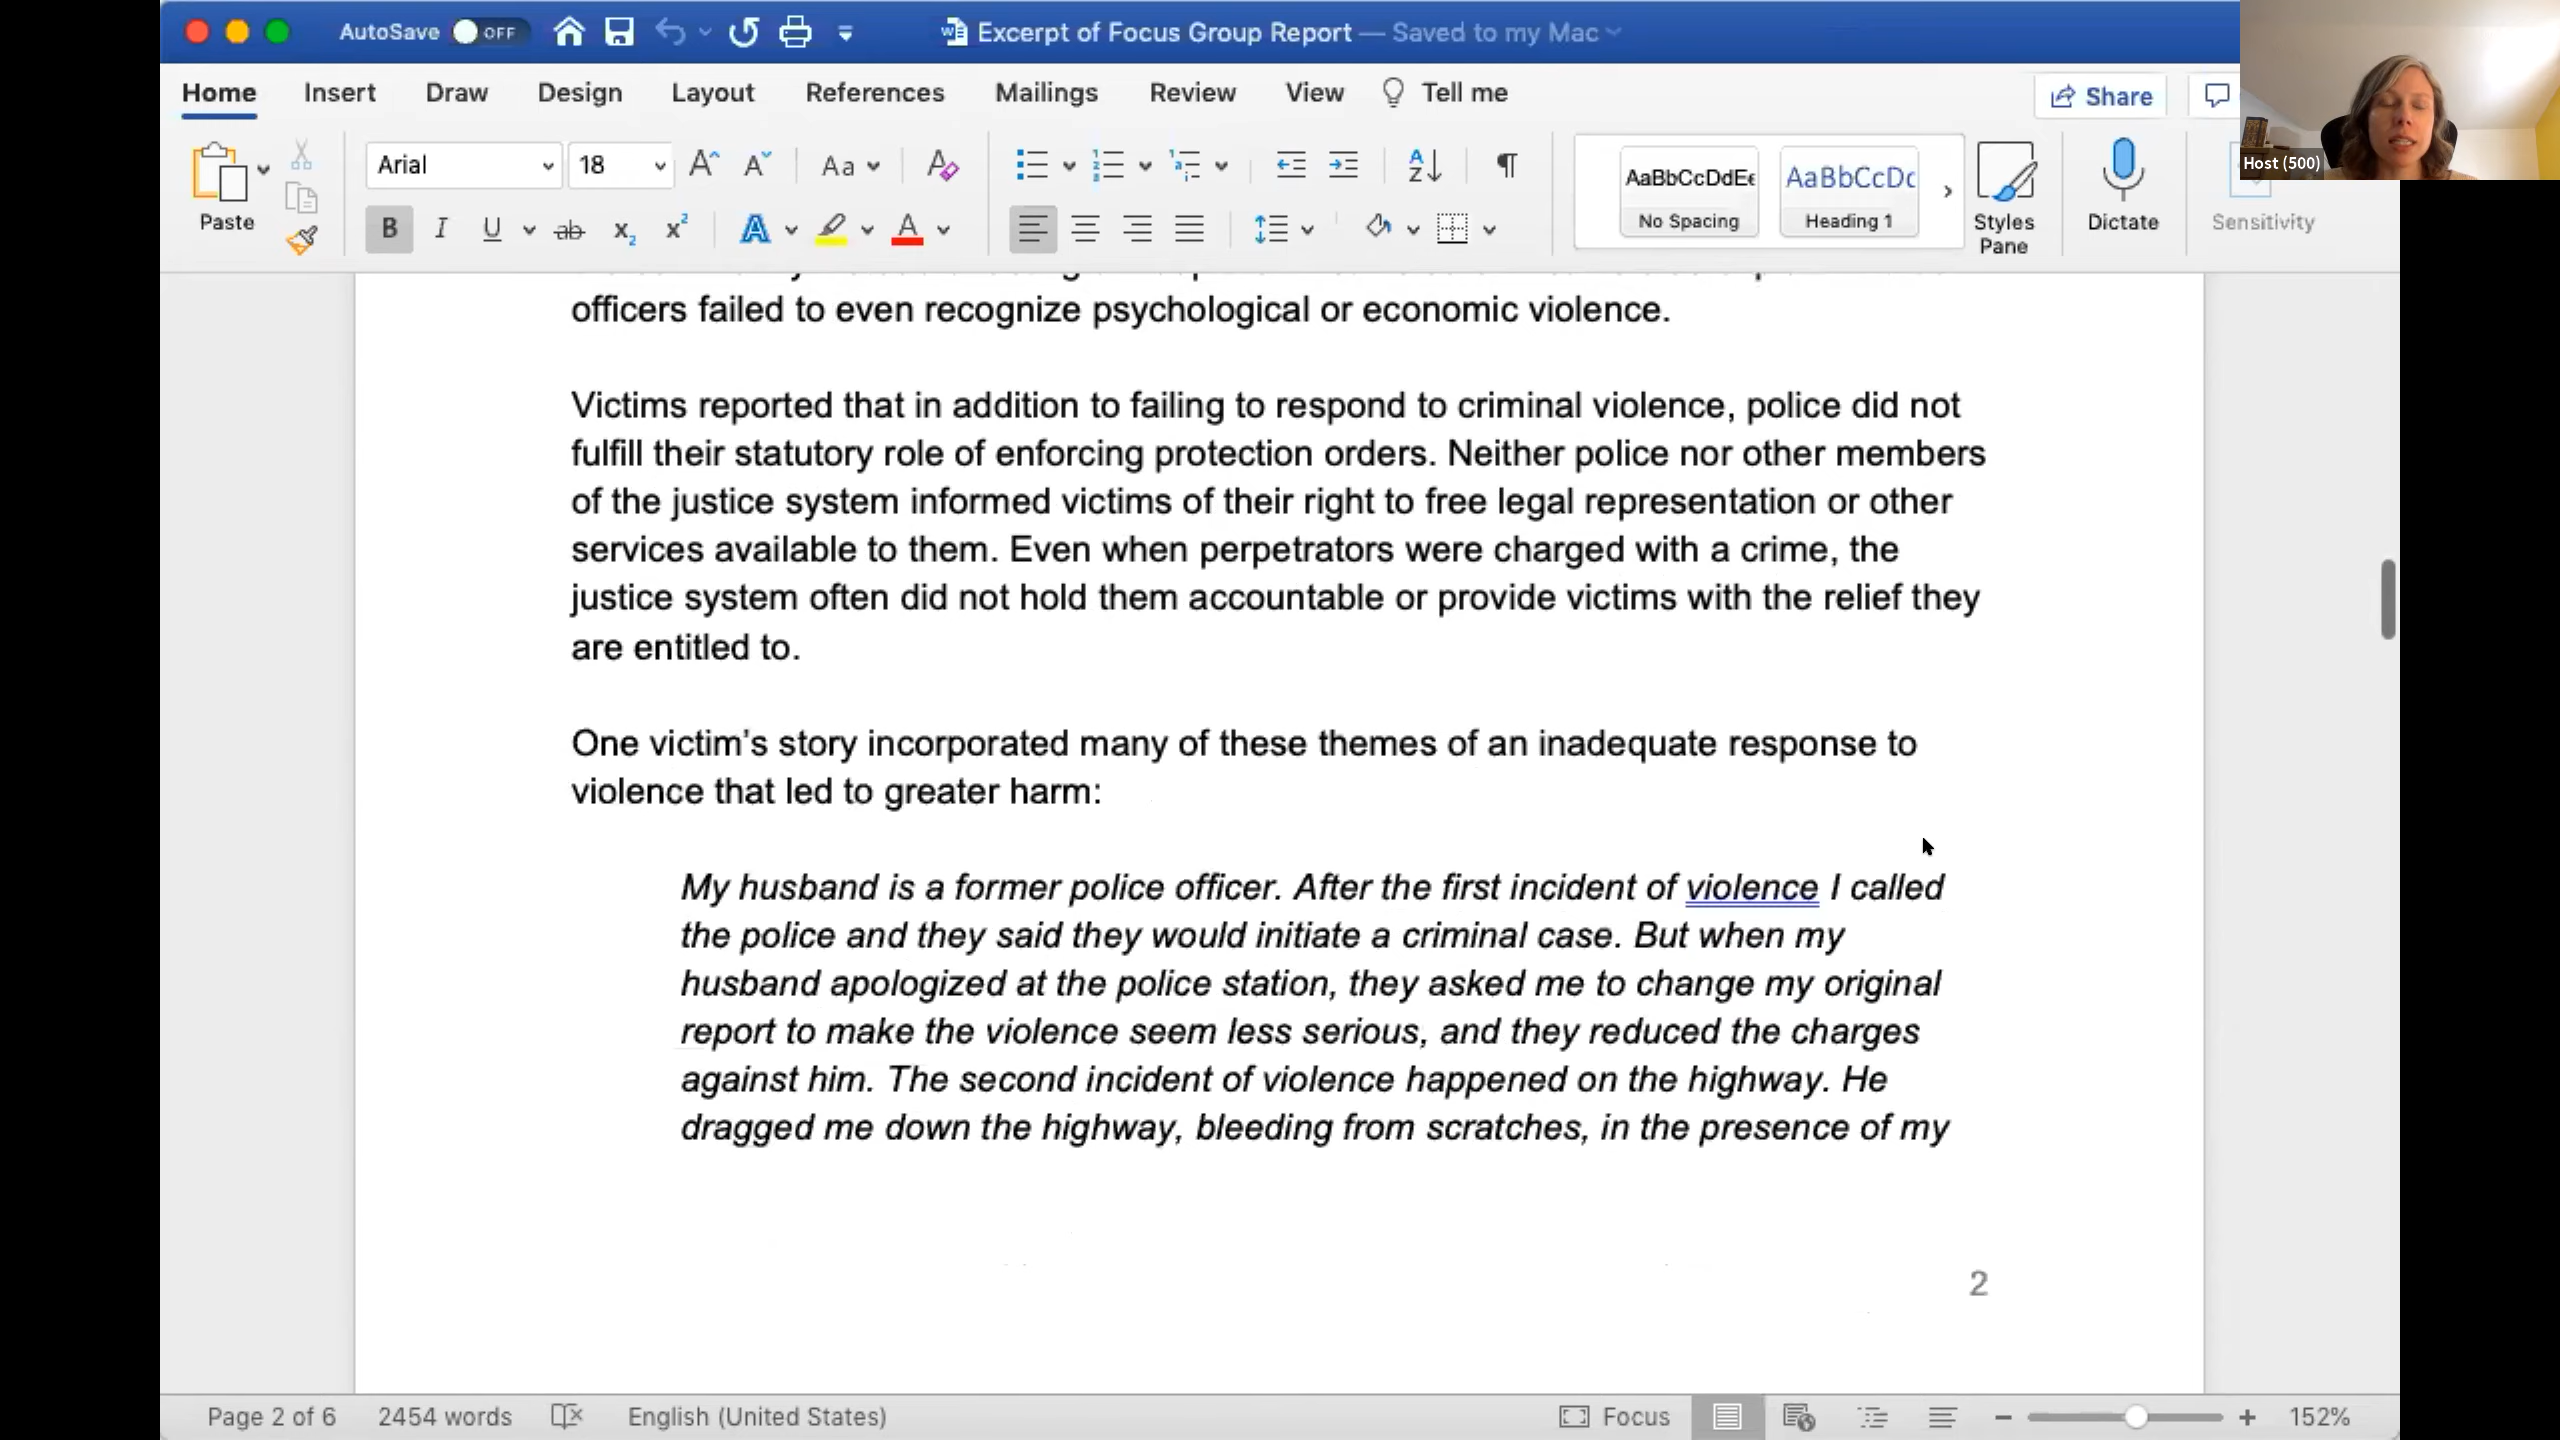 AutoSave OFF Excerpt of Focus Group Report — Saved to my Mac
Home Insert Draw Design Layout References Mailings Review View Tell me Share
Host (500)
Paste Arial 18 Aa AaBbCcDdEe No Spacing AaBbCcDc Heading 1 Styles Pane Dictate Sensitivity
officers failed to even recognize psychological or economic violence.
Victims reported that in addition to failing to respond to criminal violence, police did not
fulfill their statutory role of enforcing protection orders. Neither police nor other members
of the justice system informed victims of their right to free legal representation or other
services available to them. Even when perpetrators were charged with a crime, the
justice system often did not hold them accountable or provide victims with the relief they
are entitled to.
One victim's story incorporated many of these themes of an inadequate response to
violence that led to greater harm:
My husband is a former police officer. After the first incident of violence I called
the police and they said they would initiate a criminal case. But when my
husband apologized at the police station, they asked me to change my original
report to make the violence seem less serious, and they reduced the charges
against him. The second incident of violence happened on the highway. He
dragged me down the highway, bleeding from scratches, in the presence of my
2
Page 2 of 6 2454 words English (United States) Focus 152%